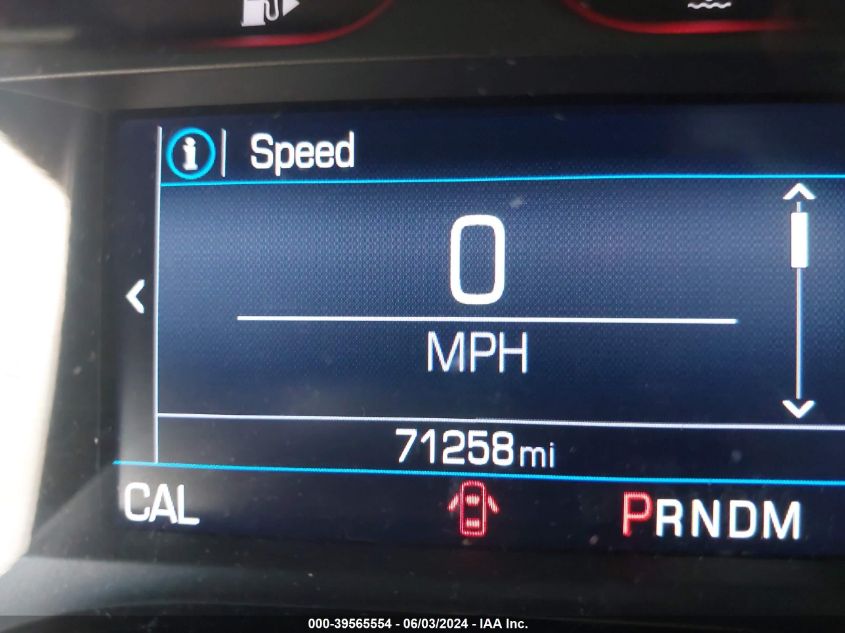 Speed
0
MPH
71258mi
CAL PRNDM
000-39565554 - 06/03/2024 - IAA Inc.